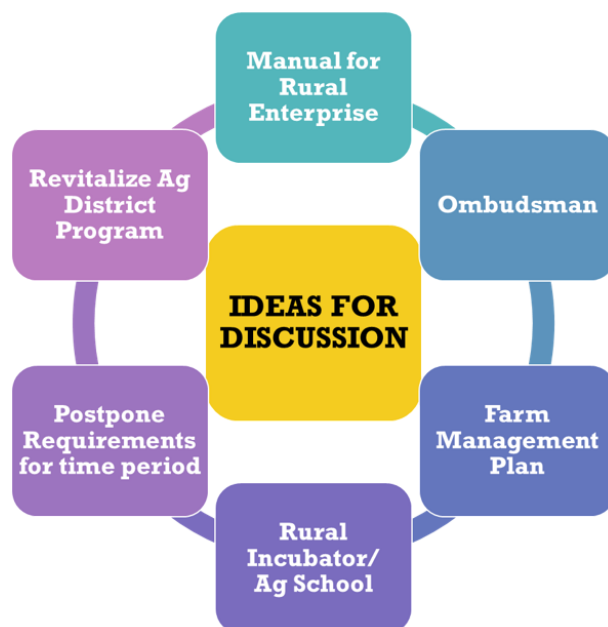 Manual for
Rural
Enterprise
Ombudsman
Farm
Management
Plan
Rural
Incubator/
Ag School
Postpone
Requirements
for time period
Revitalize Ag
District
Program
IDEAS FOR
DISCUSSION